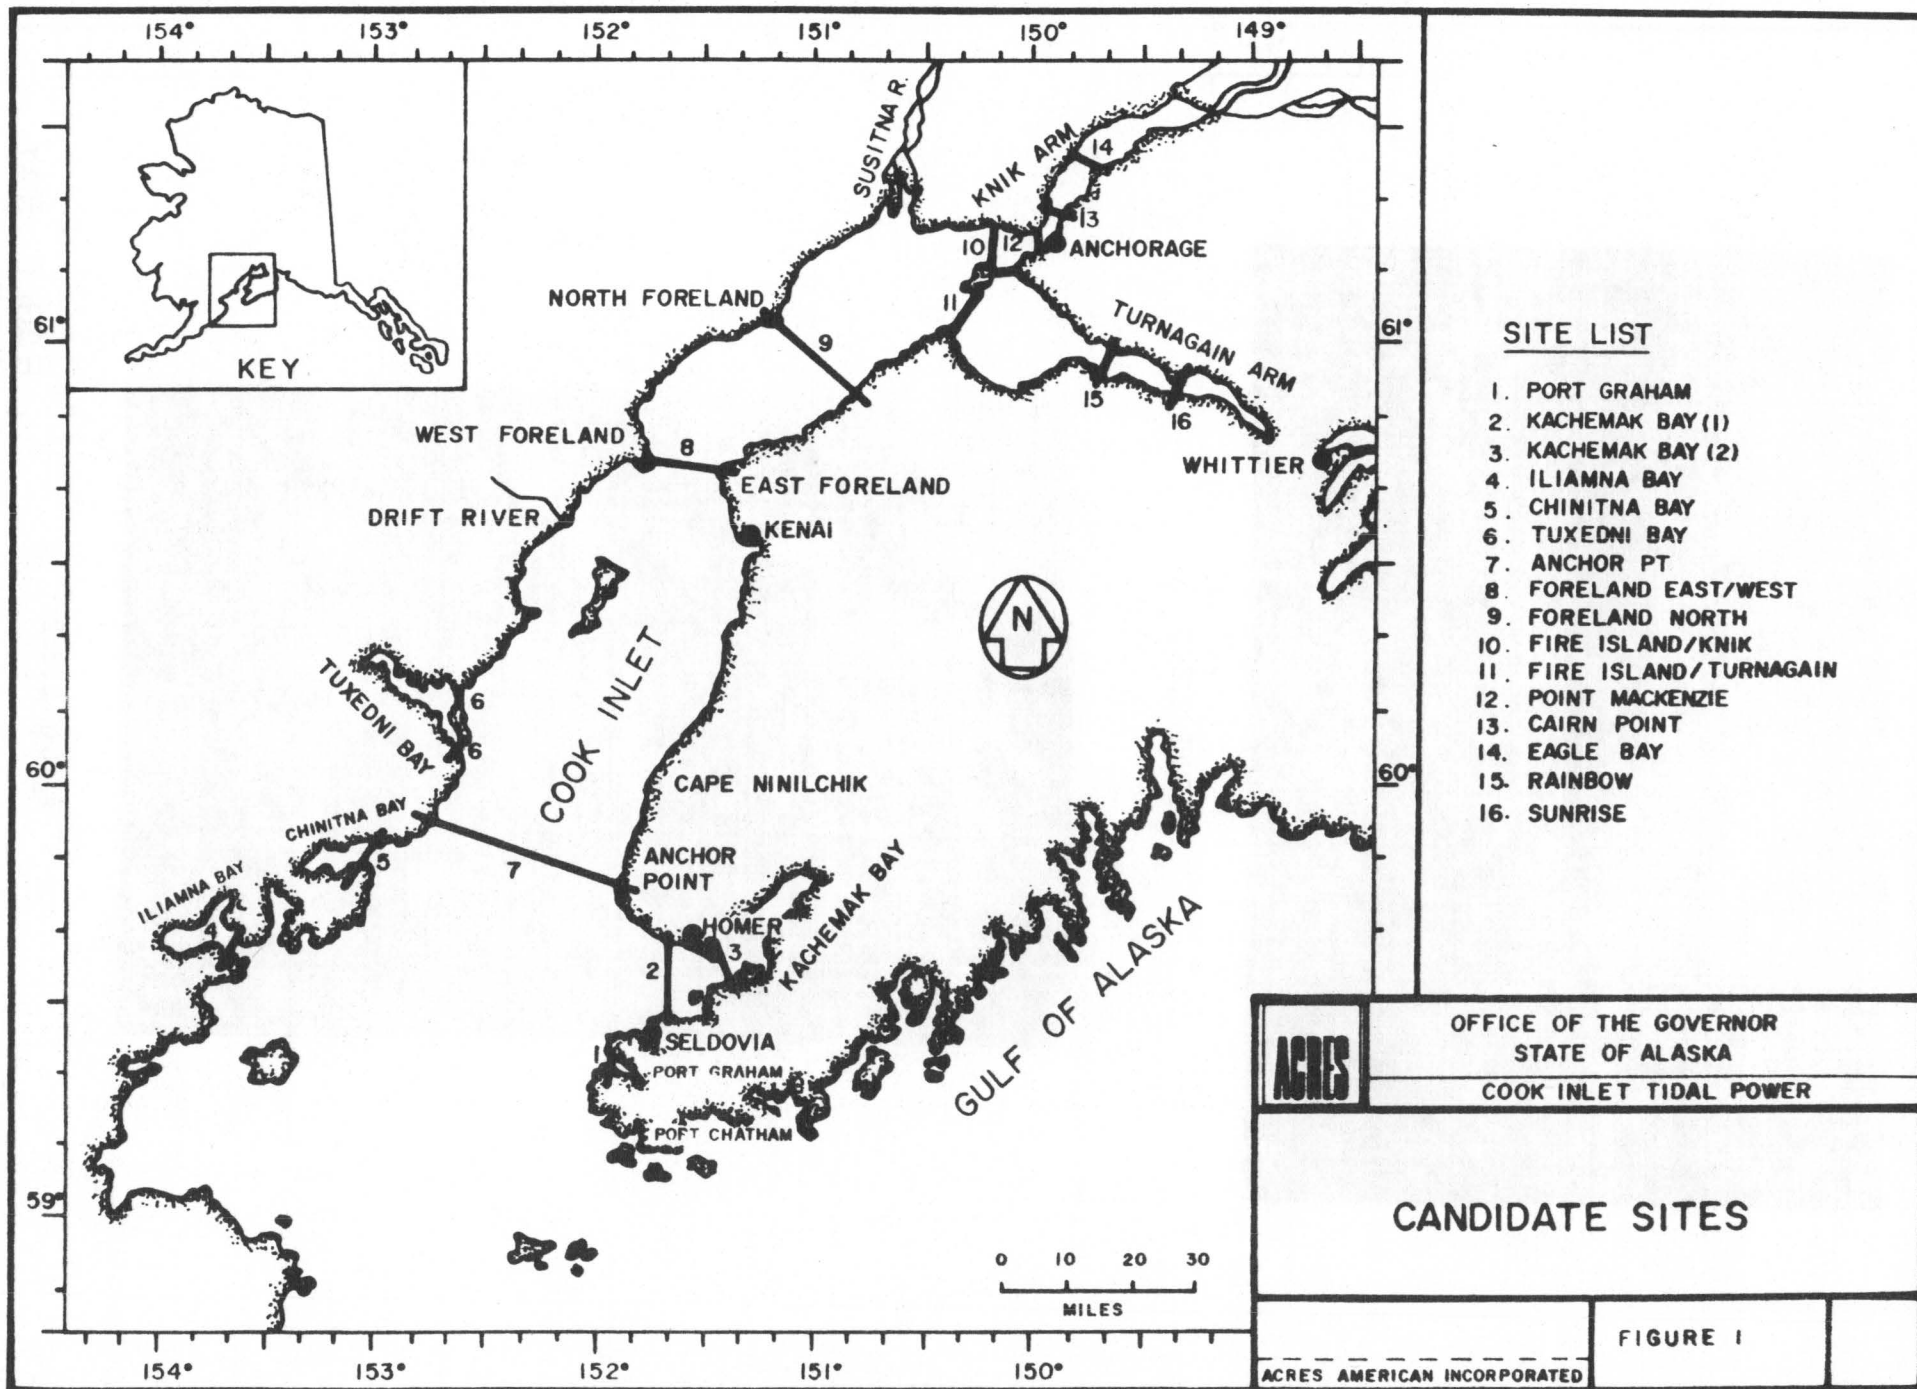 154° 153° 152° 151° 150° 149°
SUSITNA R.
KNIK ARM
14
13
10 12
ANCHORAGE
NORTH FORELAND
11
TURNAGAIN ARM
61°
61°
9
KEY
15
16
WEST FORELAND
8
WHITTIER
EAST FORELAND
DRIFT RIVER
KENAI
N
COOK INLET
TUXEDNI BAY
6
6
60°
60°
CAPE NINILCHIK
CHINITNA BAY
5
7
ANCHOR
POINT
ILIAMNA BAY
4
HOMER
KACHEMAK BAY
3
2
GULF OF ALASKA
SELDOVIA
1
PORT GRAHAM
PORT CHATHAM
59°
0 10 20 30
MILES
154° 153° 152° 151° 150°
SITE LIST
1. PORT GRAHAM
2. KACHEMAK BAY (1)
3. KACHEMAK BAY (2)
4. ILIAMNA BAY
5. CHINITNA BAY
6. TUXEDNI BAY
7. ANCHOR PT
8. FORELAND EAST/WEST
9. FORELAND NORTH
10. FIRE ISLAND/KNIK
11. FIRE ISLAND/TURNAGAIN
12. POINT MACKENZIE
13. CAIRN POINT
14. EAGLE BAY
15. RAINBOW
16. SUNRISE
ACRES
OFFICE OF THE GOVERNOR
STATE OF ALASKA
COOK INLET TIDAL POWER
CANDIDATE SITES
ACRES AMERICAN INCORPORATED
FIGURE 1